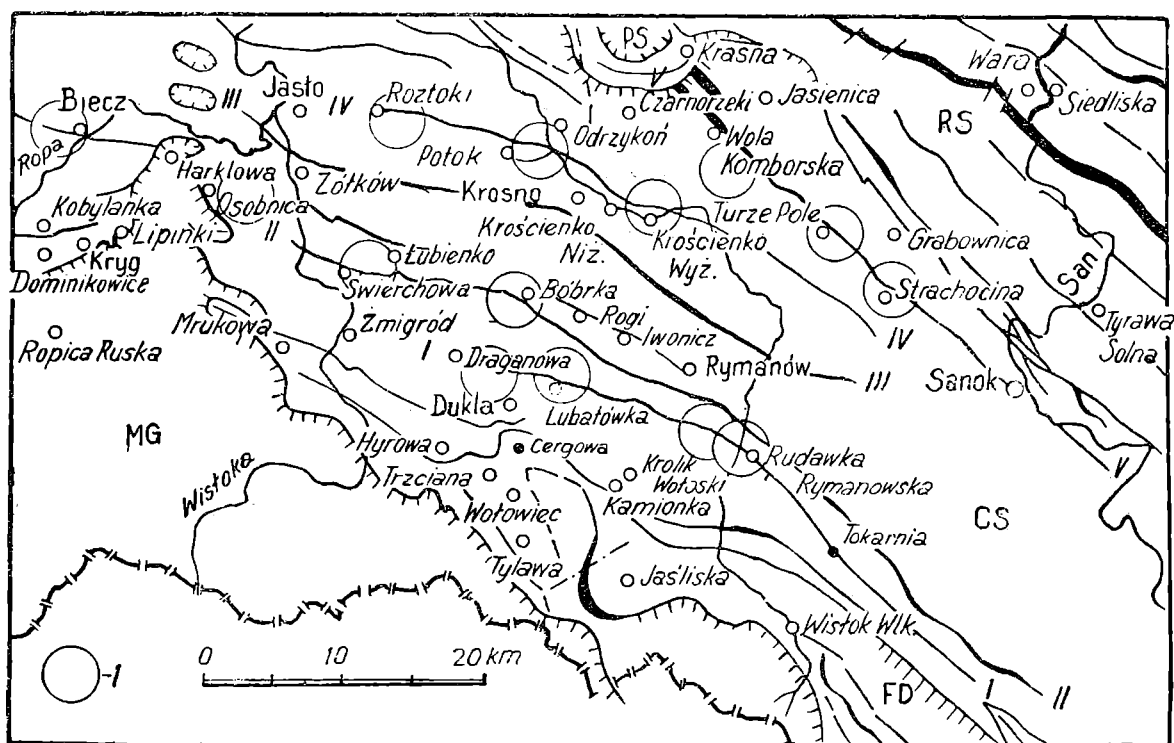 PS
Krasna
V
Wara
Siedliska
III
Jasło
IV
Roztoki
Czarnorzeki
Jasienica
RS
Biecz
Ropa
Odrzykoń
Wola
Komborska
Potok
Harklowa
Osobnica
Żółków
Krosno
Krościenko
Niż.
Krościenko
Wyż.
Turze Pole
Grabownica
San
Kobylanka
Lipinki
II
Kryg
Dominikowice
Łubienko
Świerchowa
Bóbrka
Strachocina
Tyrawa
Solna
Mrukowa
Żmigród
Rogi
Iwonicz
IV
Ropica Ruska
I
Draganowa
Rymanów
III
Sanok
Dukla
Lubatówka
MG
Hyrowa
Cergowa
Rudawka
Rymanowska
V
Wisłoka
Trzciana
Królik
Wołoski
Wołowiec
Kamionka
CS
Tokarnia
Tylawa
Jaśliska
Wisłok Wlk.
-1
0 10 20 km
FD
I
II